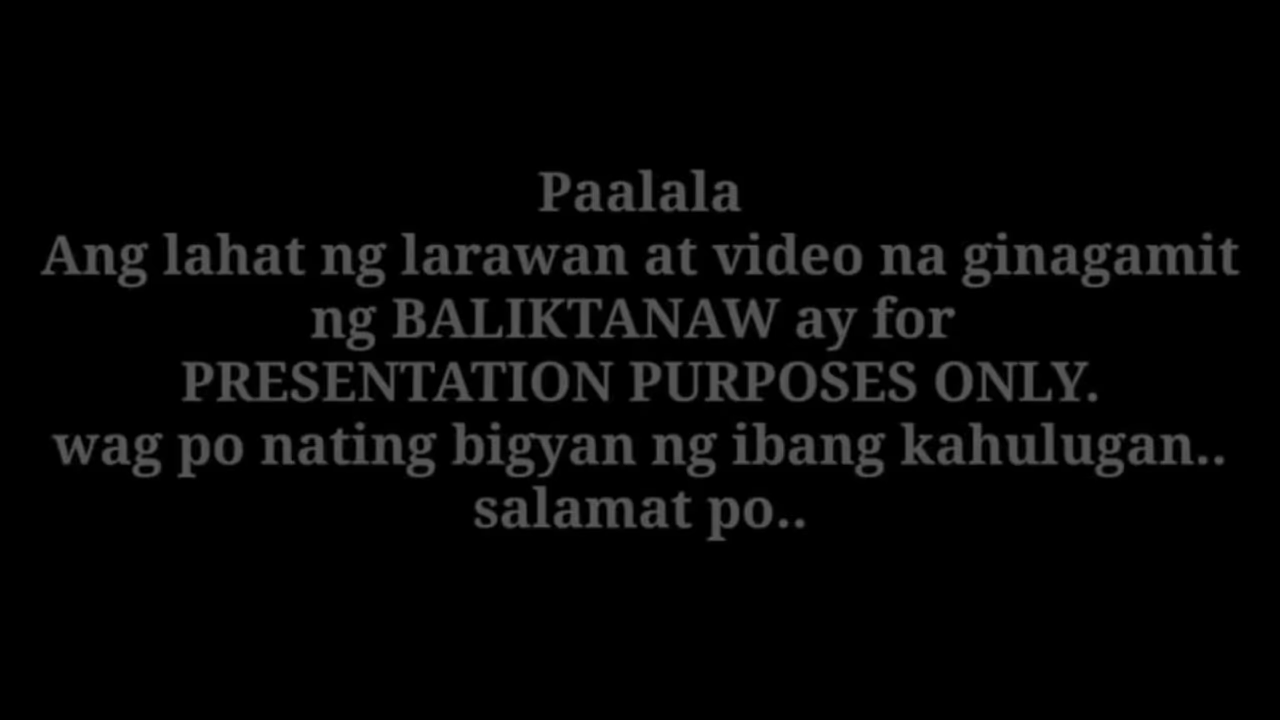 Paalala
Ang lahat ng larawan at video na ginagamit
ng BALIKTANAW ay for
PRESENTATION PURPOSES ONLY.
wag po nating bigyan ng ibang kahulugan..
salamat po..